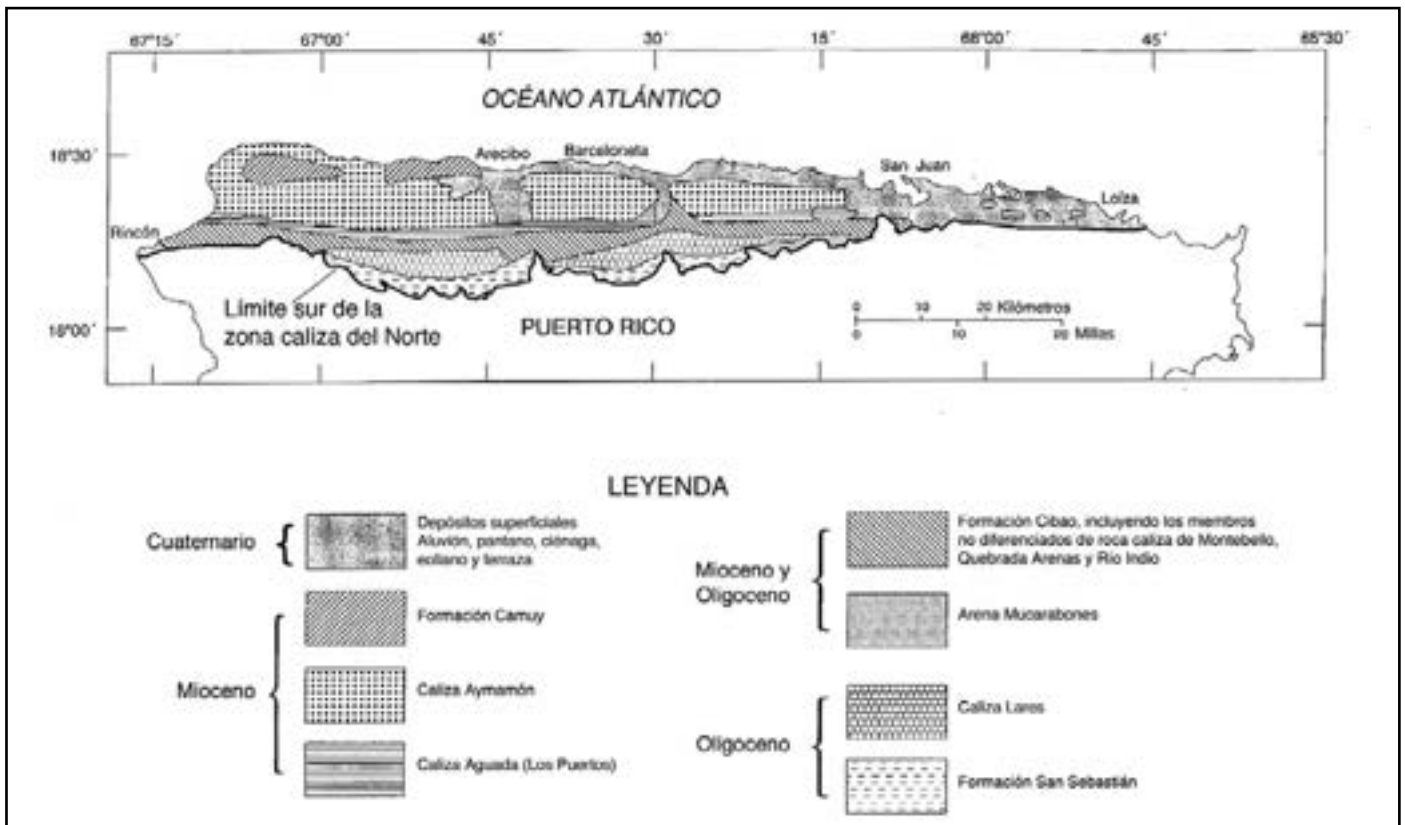 67°15´ 67°00´ 45´ 30´ 15´ 66°00´ 45´ 65°30´
OCÉANO ATLÁNTICO
18°30´
Arecibo
Barceloneta
San Juan
Loíza
Rincón
Límite sur de la
zona caliza del Norte
18°00´
PUERTO RICO
0 10 20 Kilómetros
0 10 20 Millas
LEYENDA
Cuaternario
Depósitos superficiales
Aluvión, pantano, ciénaga,
eoliano y terraza
Mioceno
Formación Camuy
Caliza Aymamón
Caliza Aguada (Los Puertos)
Mioceno y
Oligoceno
Formación Cibao, incluyendo los miembros
no diferenciados de roca caliza de Montebello,
Quebrada Arenas y Río Indio
Arena Mucarabones
Oligoceno
Caliza Lares
Formación San Sebastián